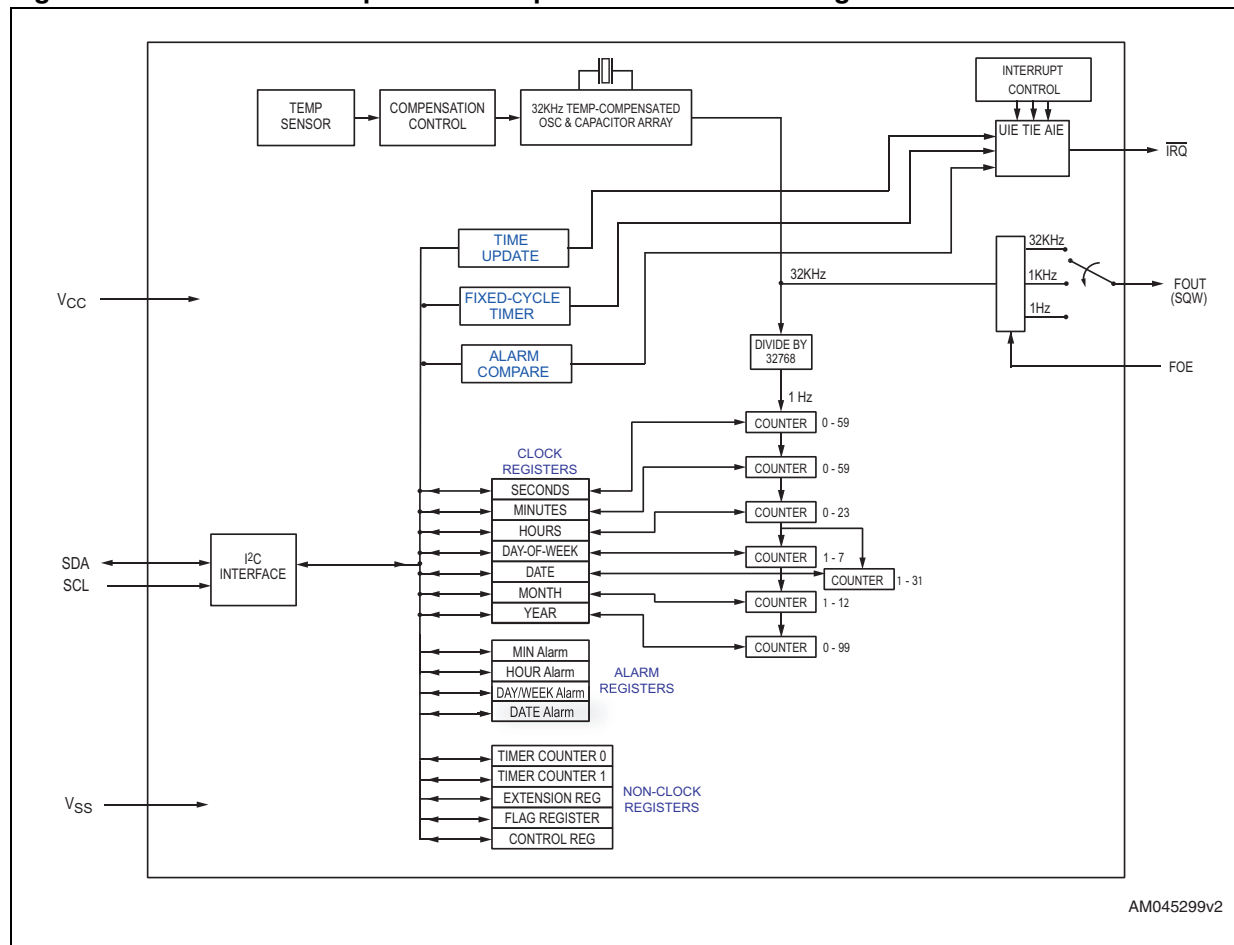 INTERRUPT
CONTROL
TEMP
SENSOR
COMPENSATION
CONTROL
32KHz TEMP-COMPENSATED
OSC & CAPACITOR ARRAY
UIE TIE AIE
IRQ
TIME
UPDATE
32KHz
32KHz
1KHz
1Hz
FOUT
(SQW)
VCC
FIXED-CYCLE
TIMER
DIVIDE BY
32768
ALARM
COMPARE
FOE
1 Hz
COUNTER 0 - 59
CLOCK
REGISTERS
COUNTER 0 - 59
SECONDS
MINUTES
COUNTER 0 - 23
HOURS
DAY-OF-WEEK
COUNTER 1 - 7
DATE
COUNTER 1 - 31
MONTH
COUNTER 1 - 12
YEAR
COUNTER 0 - 99
SDA
SCL
I2C
INTERFACE
MIN Alarm
HOUR Alarm
DAY/WEEK Alarm
DATE Alarm
ALARM
REGISTERS
TIMER COUNTER 0
TIMER COUNTER 1
EXTENSION REG
FLAG REGISTER
CONTROL REG
NON-CLOCK
REGISTERS
VSS
AM045299v2